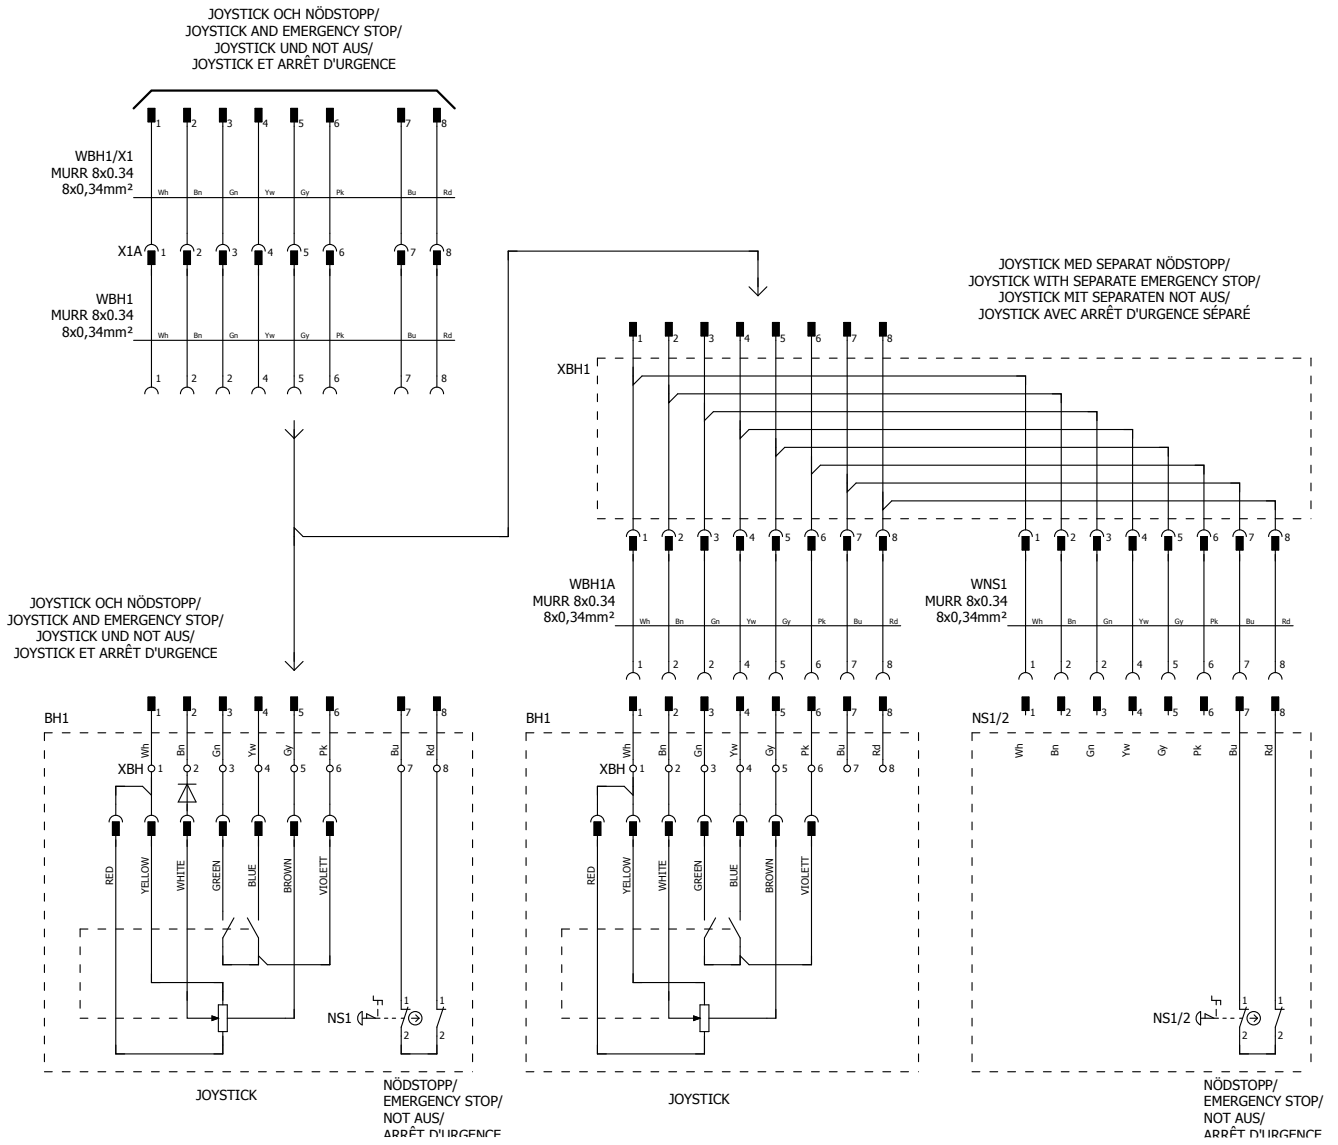 JOYSTICK OCH NÖDSTOPP/
JOYSTICK AND EMERGENCY STOP/
JOYSTICK UND NOT AUS/
JOYSTICK ET ARRÊT D'URGENCE
1 2 3 4 5 6 7 8
WBH1/X1
MURR 8x0.34
8x0,34mm²
Wh Bn Gn Yw Gy Pk Bu Rd
X1A 1 2 3 4 5 6 7 8
WBH1
MURR 8x0.34
8x0,34mm²
Wh Bn Gn Yw Gy Pk Bu Rd
1 2 2 4 5 6 7 8
JOYSTICK MED SEPARAT NÖDSTOPP/
JOYSTICK WITH SEPARATE EMERGENCY STOP/
JOYSTICK MIT SEPARATEN NOT AUS/
JOYSTICK AVEC ARRÊT D'URGENCE SÉPARÉ
1 2 3 4 5 6 7 8
XBH1
1 2 3 4 5 6 7 8
1 2 3 4 5 6 7 8
WBH1A
MURR 8x0.34
8x0,34mm²
Wh Bn Gn Yw Gy Pk Bu Rd
1 2 2 4 5 6 7 8
WNS1
MURR 8x0.34
8x0,34mm²
Wh Bn Gn Yw Gy Pk Bu Rd
1 2 2 4 5 6 7 8
JOYSTICK OCH NÖDSTOPP/
JOYSTICK AND EMERGENCY STOP/
JOYSTICK UND NOT AUS/
JOYSTICK ET ARRÊT D'URGENCE
1 2 3 4 5 6 7 8
BH1
Wh Bn Gn Yw Gy Pk Bu Rd
XBH 1 2 3 4 5 6 7 8
RED YELLOW WHITE GREEN BLUE BROWN VIOLETT
NS1
1 1
2 2
JOYSTICK
NÖDSTOPP/
EMERGENCY STOP/
NOT AUS/
ARRÊT D'URGENCE
1 2 3 4 5 6 7 8
BH1
Wh Bn Gn Yw Gy Pk Bu Rd
XBH 1 2 3 4 5 6 7 8
RED YELLOW WHITE GREEN BLUE BROWN VIOLETT
JOYSTICK
1 2 3 4 5 6 7 8
NS1/2
Wh Bn Gn Yw Gy Pk Bu Rd
NS1/2
1 1
2 2
NÖDSTOPP/
EMERGENCY STOP/
NOT AUS/
ARRÊT D'URGENCE